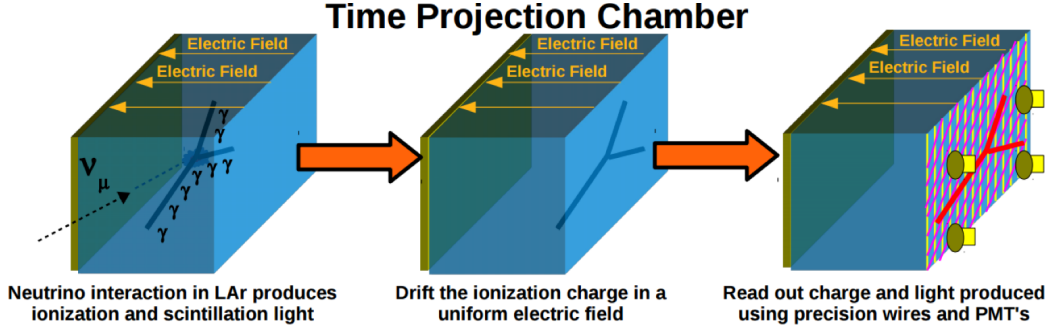 Time Projection Chamber
Electric Field
Electric Field
Electric Field
Electric Field
Electric Field
Electric Field
γ
γ
γ γ γ
γ
γ
γ
γ
ν μ
Neutrino interaction in LAr produces
ionization and scintillation light
Drift the ionization charge in a
uniform electric field
Read out charge and light produced
using precision wires and PMT's